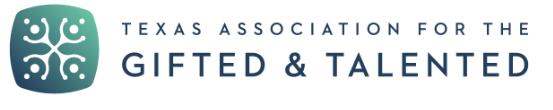 TEXAS ASSOCIATION FOR THE
GIFTED & TALENTED